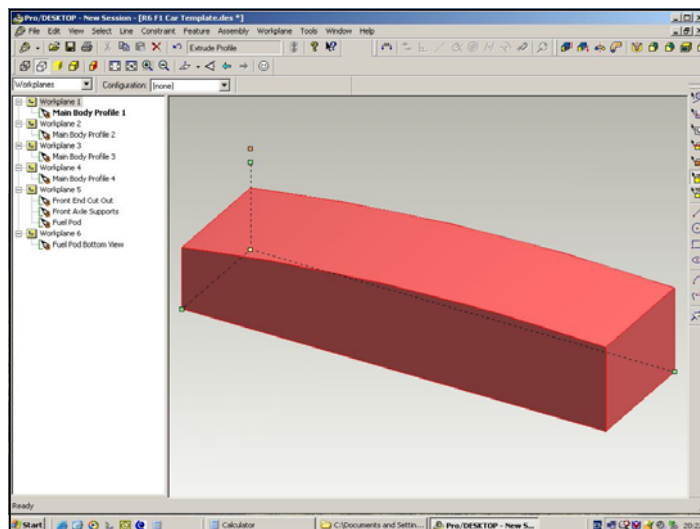 Pro/DESKTOP - New Session - [R6 F1 Car Template.des *]
File Edit View Select Line Constraint Feature Assembly Workplane Tools Window Help
Extrude Profile
Workplanes Configuration: [none]
Workplane 1
Main Body Profile 1
Workplane 2
Main Body Profile 2
Workplane 3
Main Body Profile 3
Workplane 4
Main Body Profile 4
Workplane 5
Front End Cut Out
Front Axle Supports
Fuel Pod
Workplane 6
Fuel Pod Bottom View
Ready
Start Calculator C:\Documents and Settin... Pro/DESKTOP - New S...